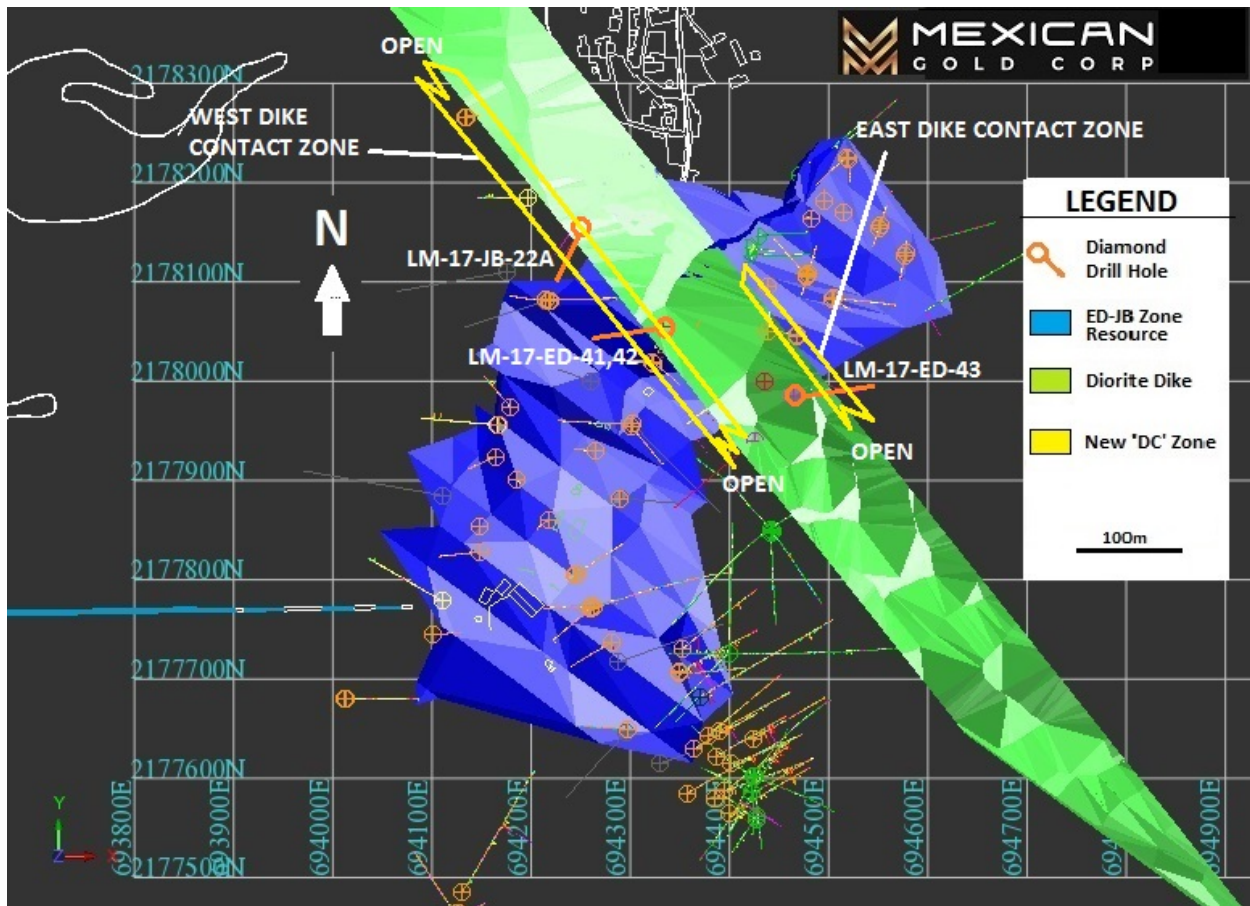 MEXICAN
GOLD CORP
OPEN
2178300N
WEST DIKE
CONTACT ZONE
EAST DIKE CONTACT ZONE
2178200N
N
LEGEND
Diamond
Drill Hole
LM-17-JB-22A
2178100N
ED-JB Zone
Resource
LM-17-ED-41,42
2178000N
LM-17-ED-43
Diorite Dike
New 'DC' Zone
OPEN
OPEN
2177900N
100m
2177800N
2177700N
2177600N
2177500N
693800E
693900E
694000E
694100E
694200E
694300E
694400E
694500E
694600E
694700E
694900E
Y
Z
X